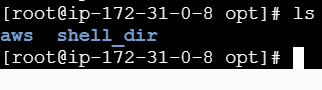 [root@ip-172-31-0-8 opt]# ls
aws  shell_dir
[root@ip-172-31-0-8 opt]#